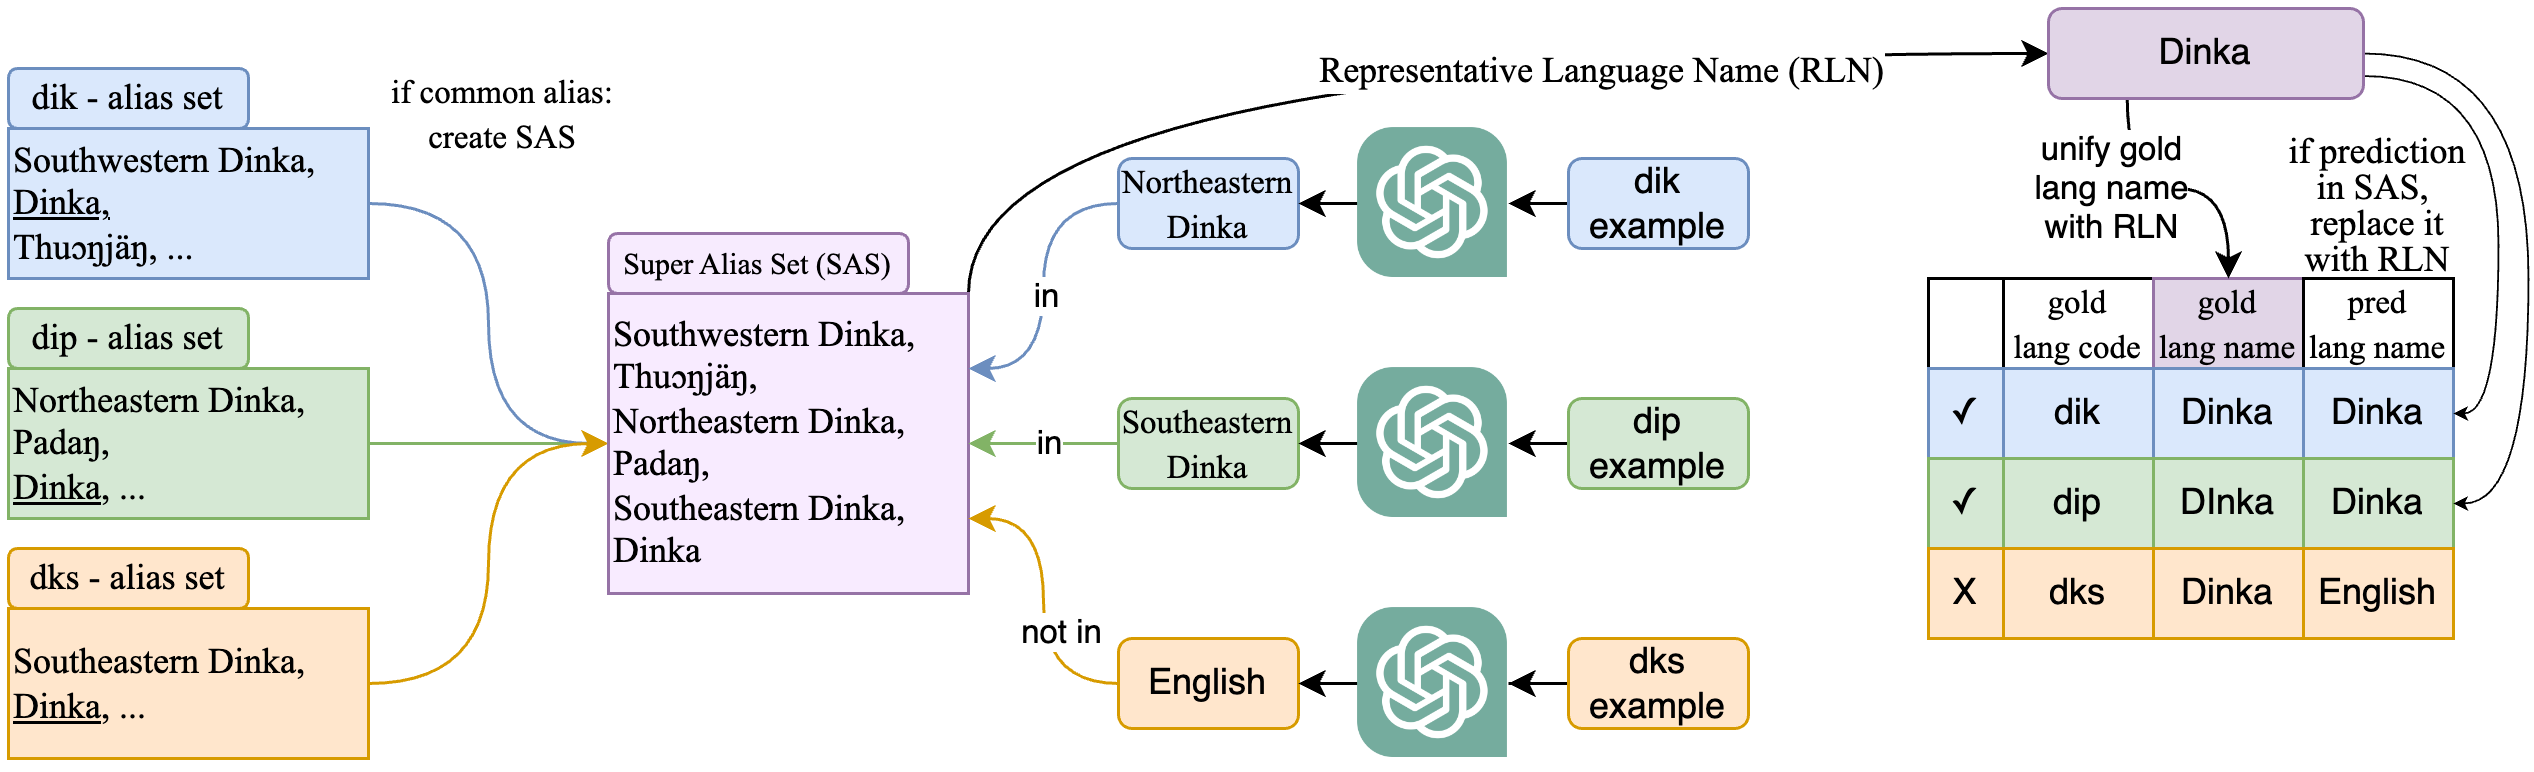 dik - alias set
Southwestern Dinka,
Dinka,
Thuɔŋjäŋ, ...
dip - alias set
Northeastern Dinka,
Padaŋ,
Dinka, ...
dks - alias set
Southeastern Dinka,
Dinka, ...
if common alias:
create SAS
Super Alias Set (SAS)
Southwestern Dinka,
Thuɔŋjäŋ,
Northeastern Dinka,
Padaŋ,
Southeastern Dinka,
Dinka
in
in
not in
Northeastern
Dinka
dik
example
Southeastern
Dinka
dip
example
English
dks
example
Representative Language Name (RLN)
Dinka
unify gold
lang name
with RLN
if prediction
in SAS,
replace it
with RLN
gold
lang code
gold
lang name
pred
lang name
✓ dik Dinka Dinka
✓ dip DInka Dinka
X dks Dinka English